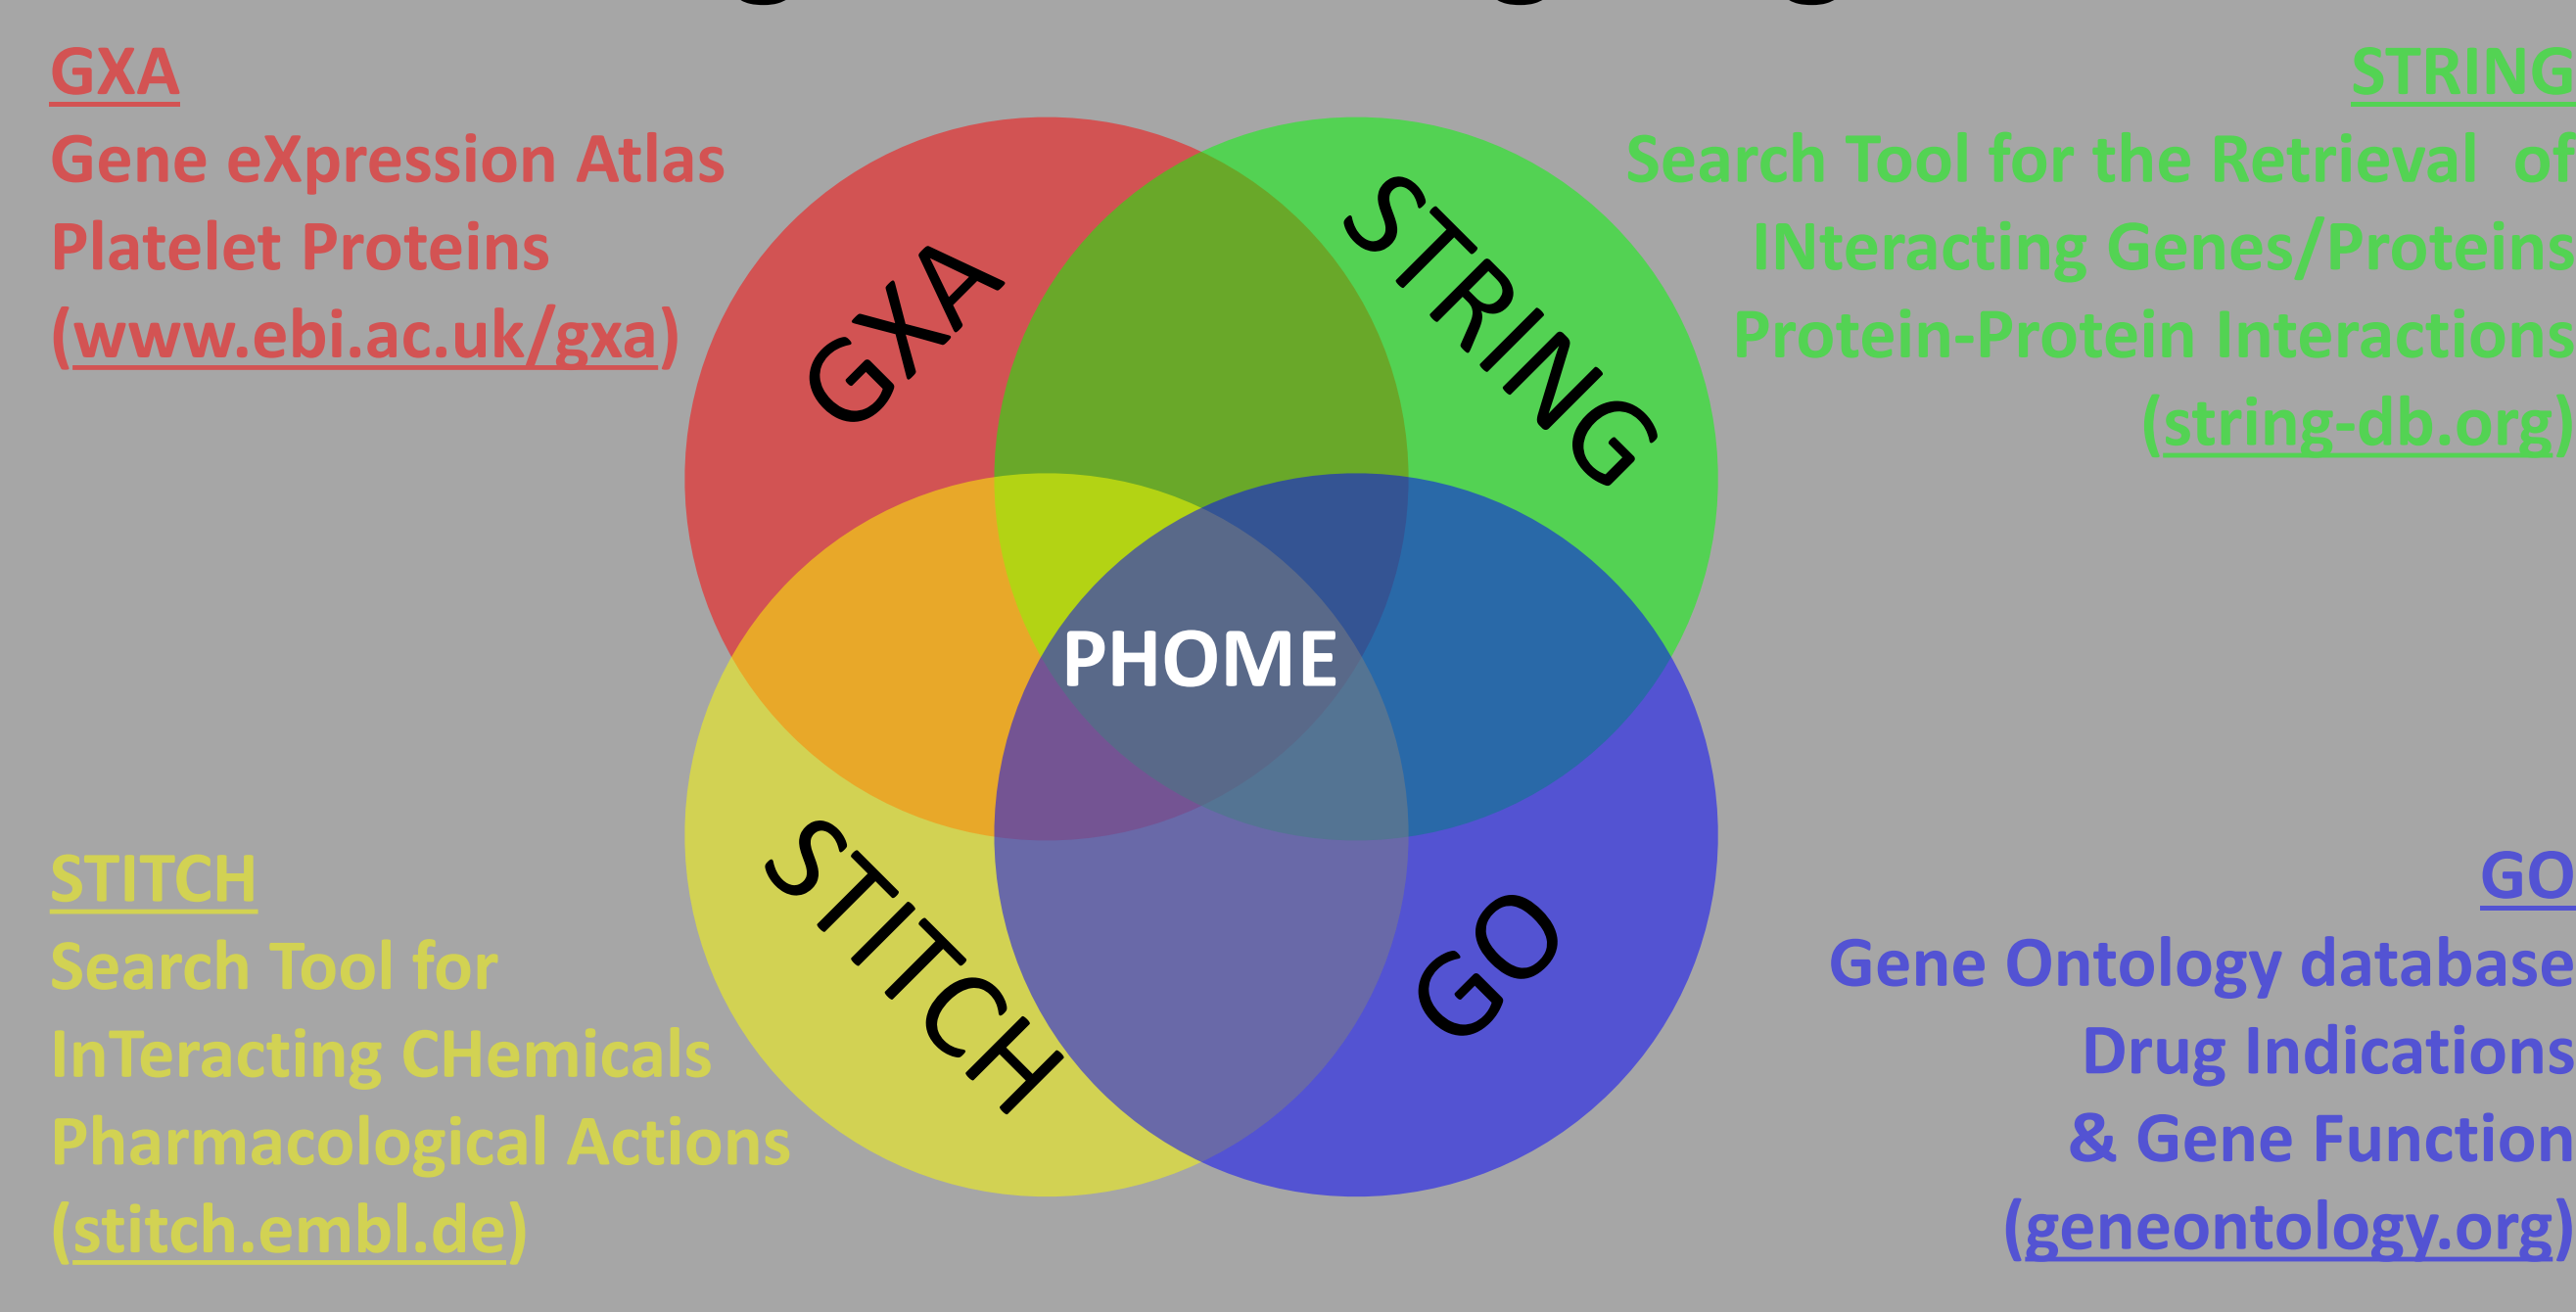 GXA
Gene eXpression Atlas
Platelet Proteins
(www.ebi.ac.uk/gxa)
STRING
Search Tool for the Retrieval  of
INteracting Genes/Proteins
Protein-Protein Interactions
(string-db.org)
GXA
STRING
PHOME
STITCH
GO
STITCH
Search Tool for
InTeracting CHemicals
Pharmacological Actions
(stitch.embl.de)
GO
Gene Ontology database
Drug Indications
& Gene Function
(geneontology.org)